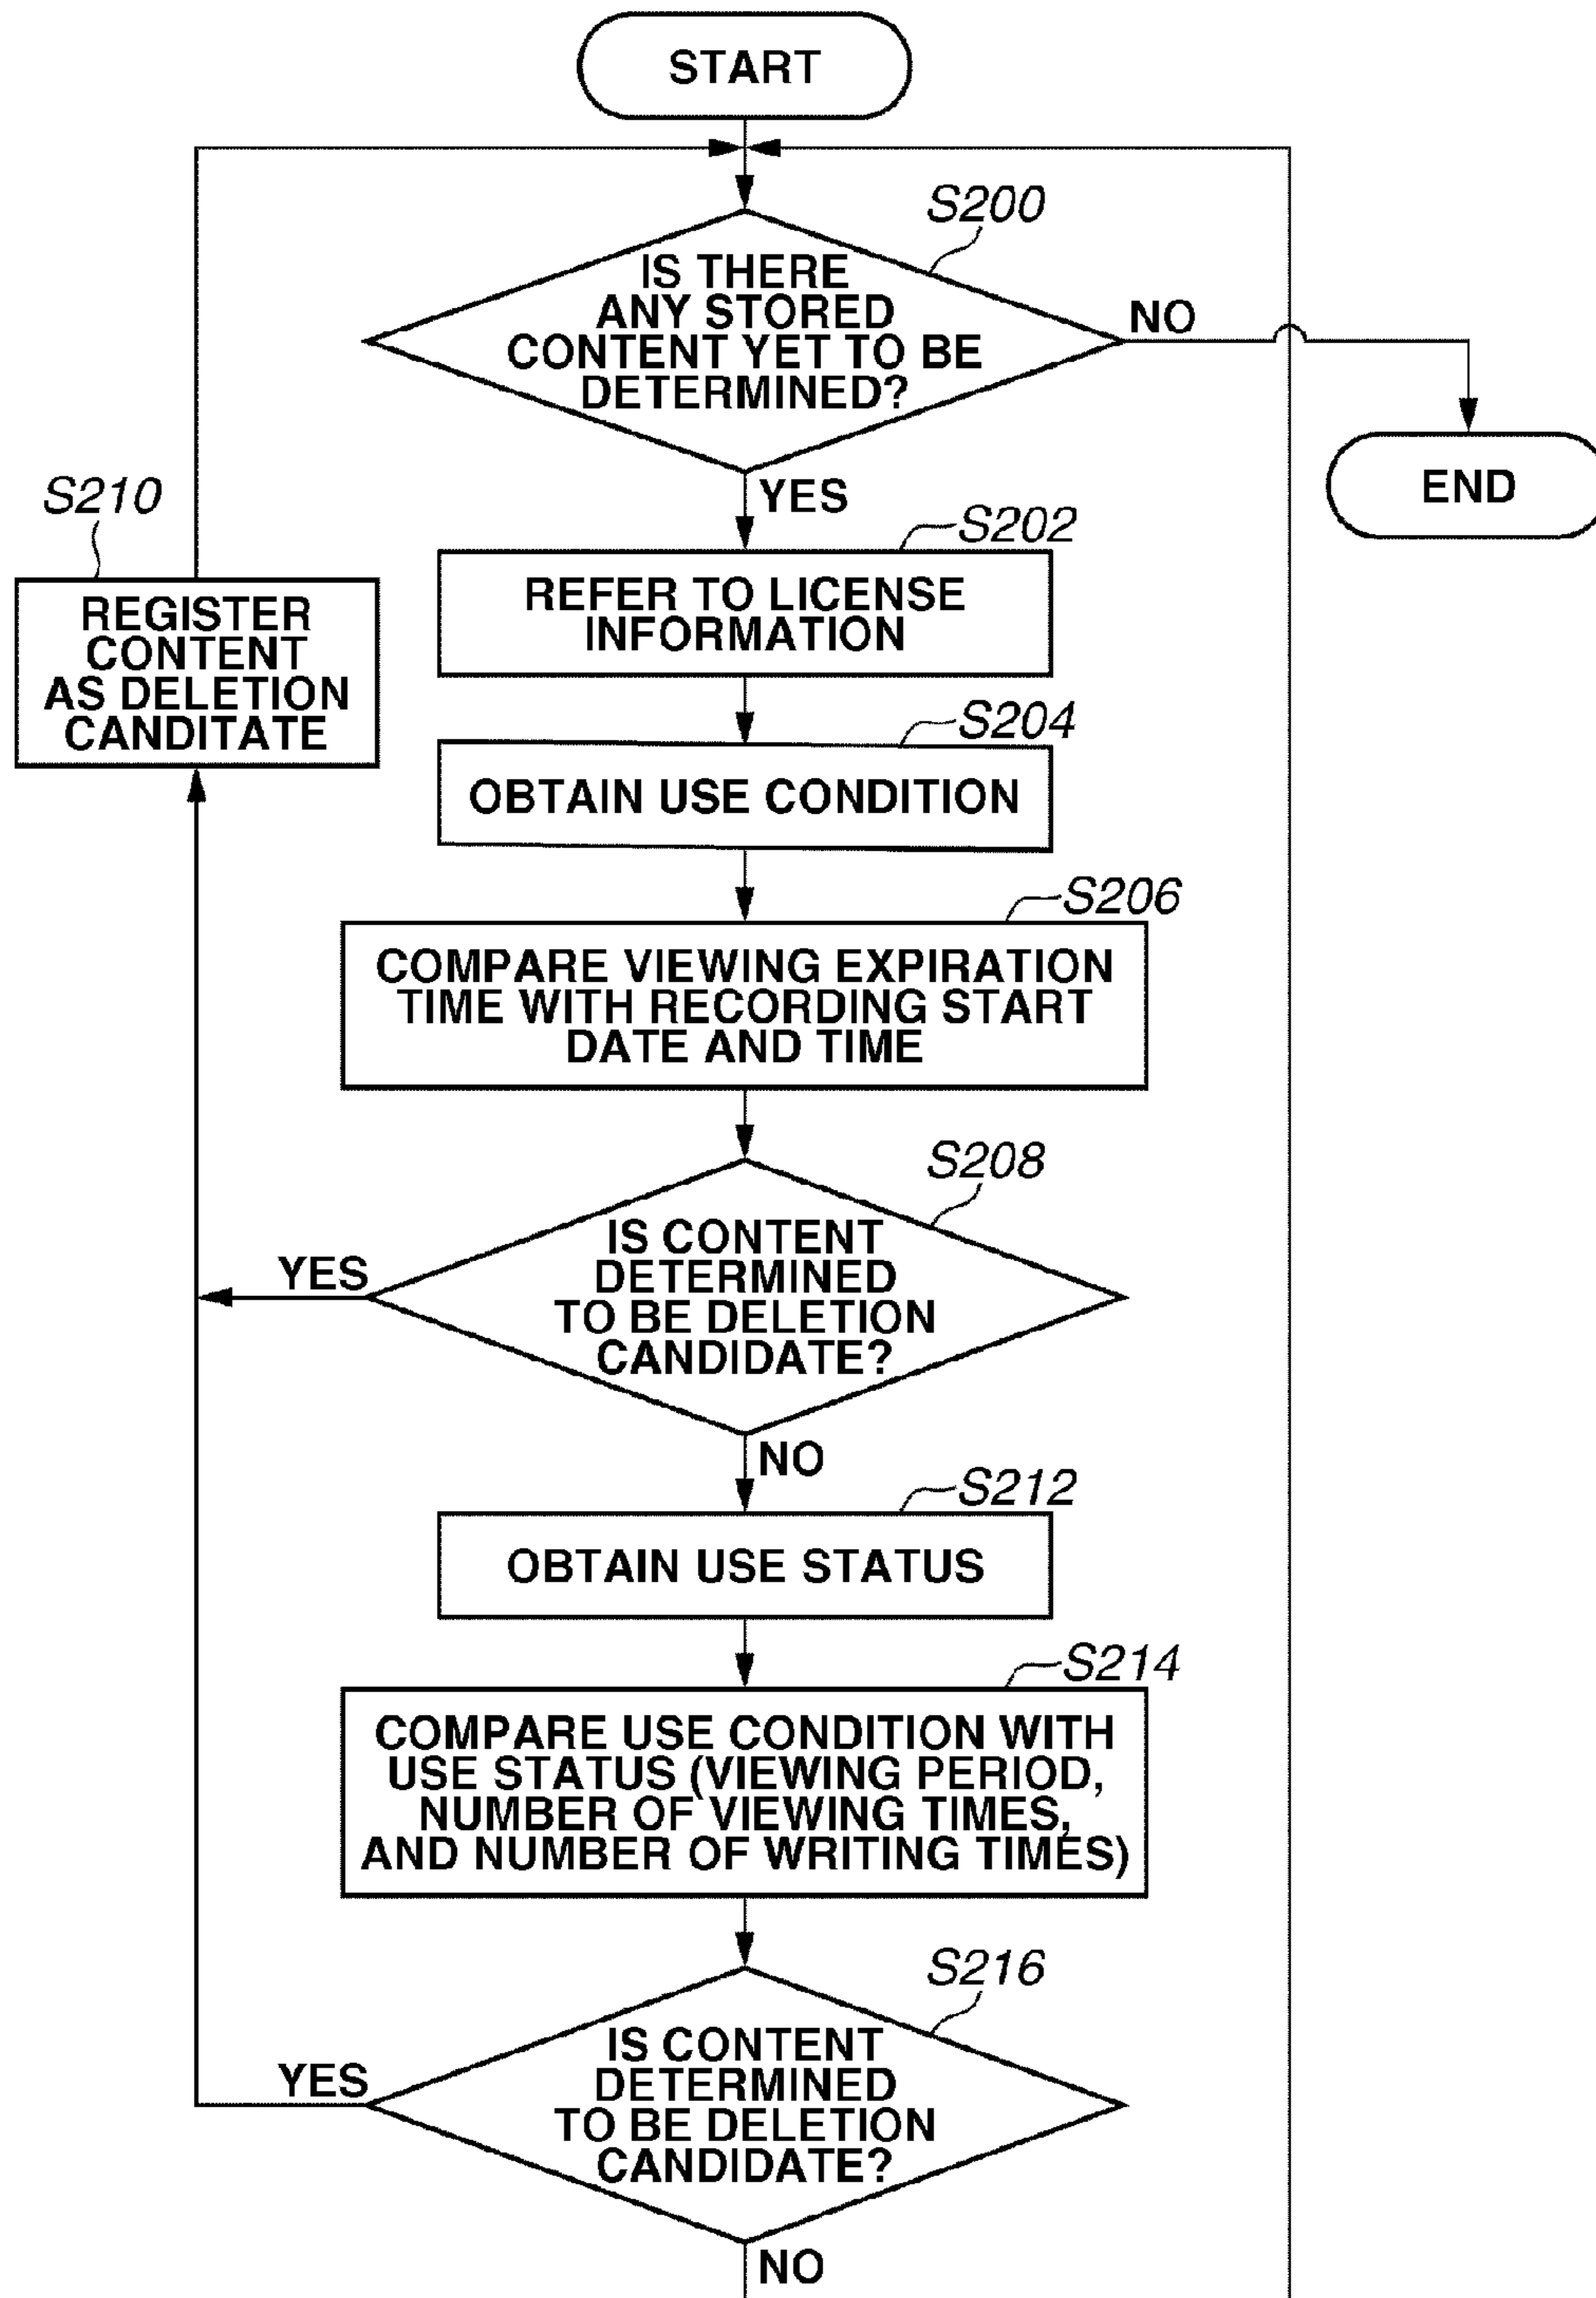 START
S200
IS THERE
ANY STORED
CONTENT YET TO BE
DETERMINED?
NO
END
YES
S210
REGISTER
CONTENT
AS DELETION
CANDITATE
S202
REFER TO LICENSE
INFORMATION
S204
OBTAIN USE CONDITION
S206
COMPARE VIEWING EXPIRATION
TIME WITH RECORDING START
DATE AND TIME
S208
IS CONTENT
DETERMINED
TO BE DELETION
CANDIDATE?
YES
NO
S212
OBTAIN USE STATUS
S214
COMPARE USE CONDITION WITH
USE STATUS (VIEWING PERIOD,
NUMBER OF VIEWING TIMES,
AND NUMBER OF WRITING TIMES)
S216
IS CONTENT
DETERMINED
TO BE DELETION
CANDIDATE?
YES
NO